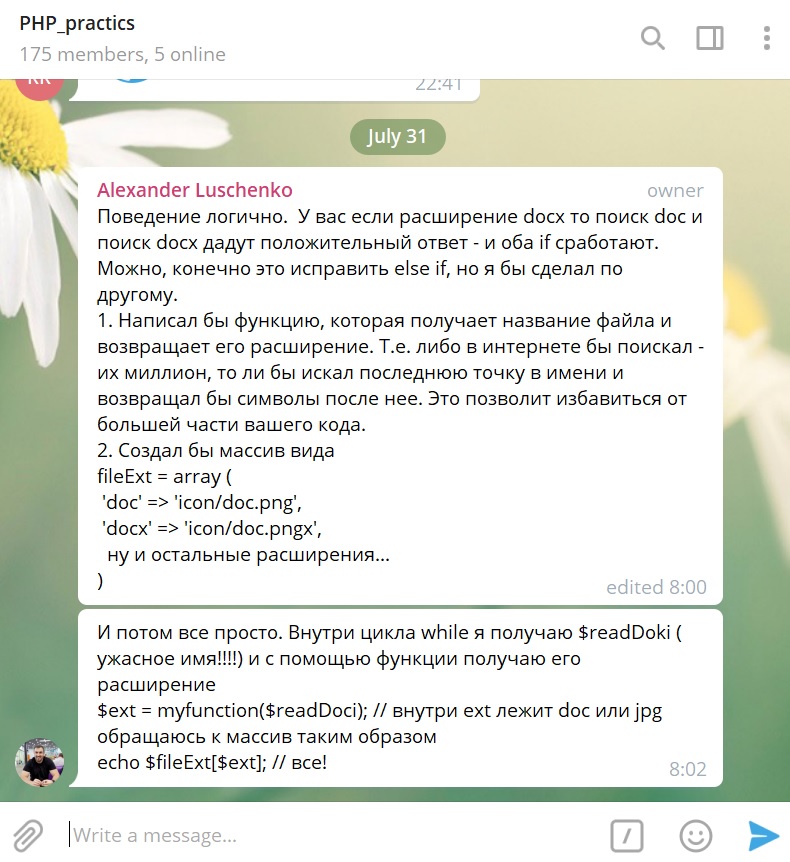 PHP_practics
175 members, 5 online
22:41
July 31
Alexander Luschenko
owner
Поведение логично.  У вас если расширение docx то поиск doc и
поиск docx дадут положительный ответ - и оба if сработают.
Можно, конечно это исправить else if, но я бы сделал по
другому.
1. Написал бы функцию, которая получает название файла и
возвращает его расширение. Т.е. либо в интернете бы поискал -
их миллион, то ли бы искал последнюю точку в имени и
возвращал бы символы после нее. Это позволит избавиться от
большей части вашего кода.
2. Создал бы массив вида
fileExt = array (
'doc' => 'icon/doc.png',
'docx' => 'icon/doc.pngx',
ну и остальные расширения...
)
edited 8:00
И потом все просто. Внутри цикла while я получаю $readDoki (
ужасное имя!!!!) и с помощью функции получаю его
расширение
$ext = myfunction($readDoci); // внутри ext лежит doc или jpg
обращаюсь к массив таким образом
echo $fileExt[$ext]; // все!
8:02
Write a message...